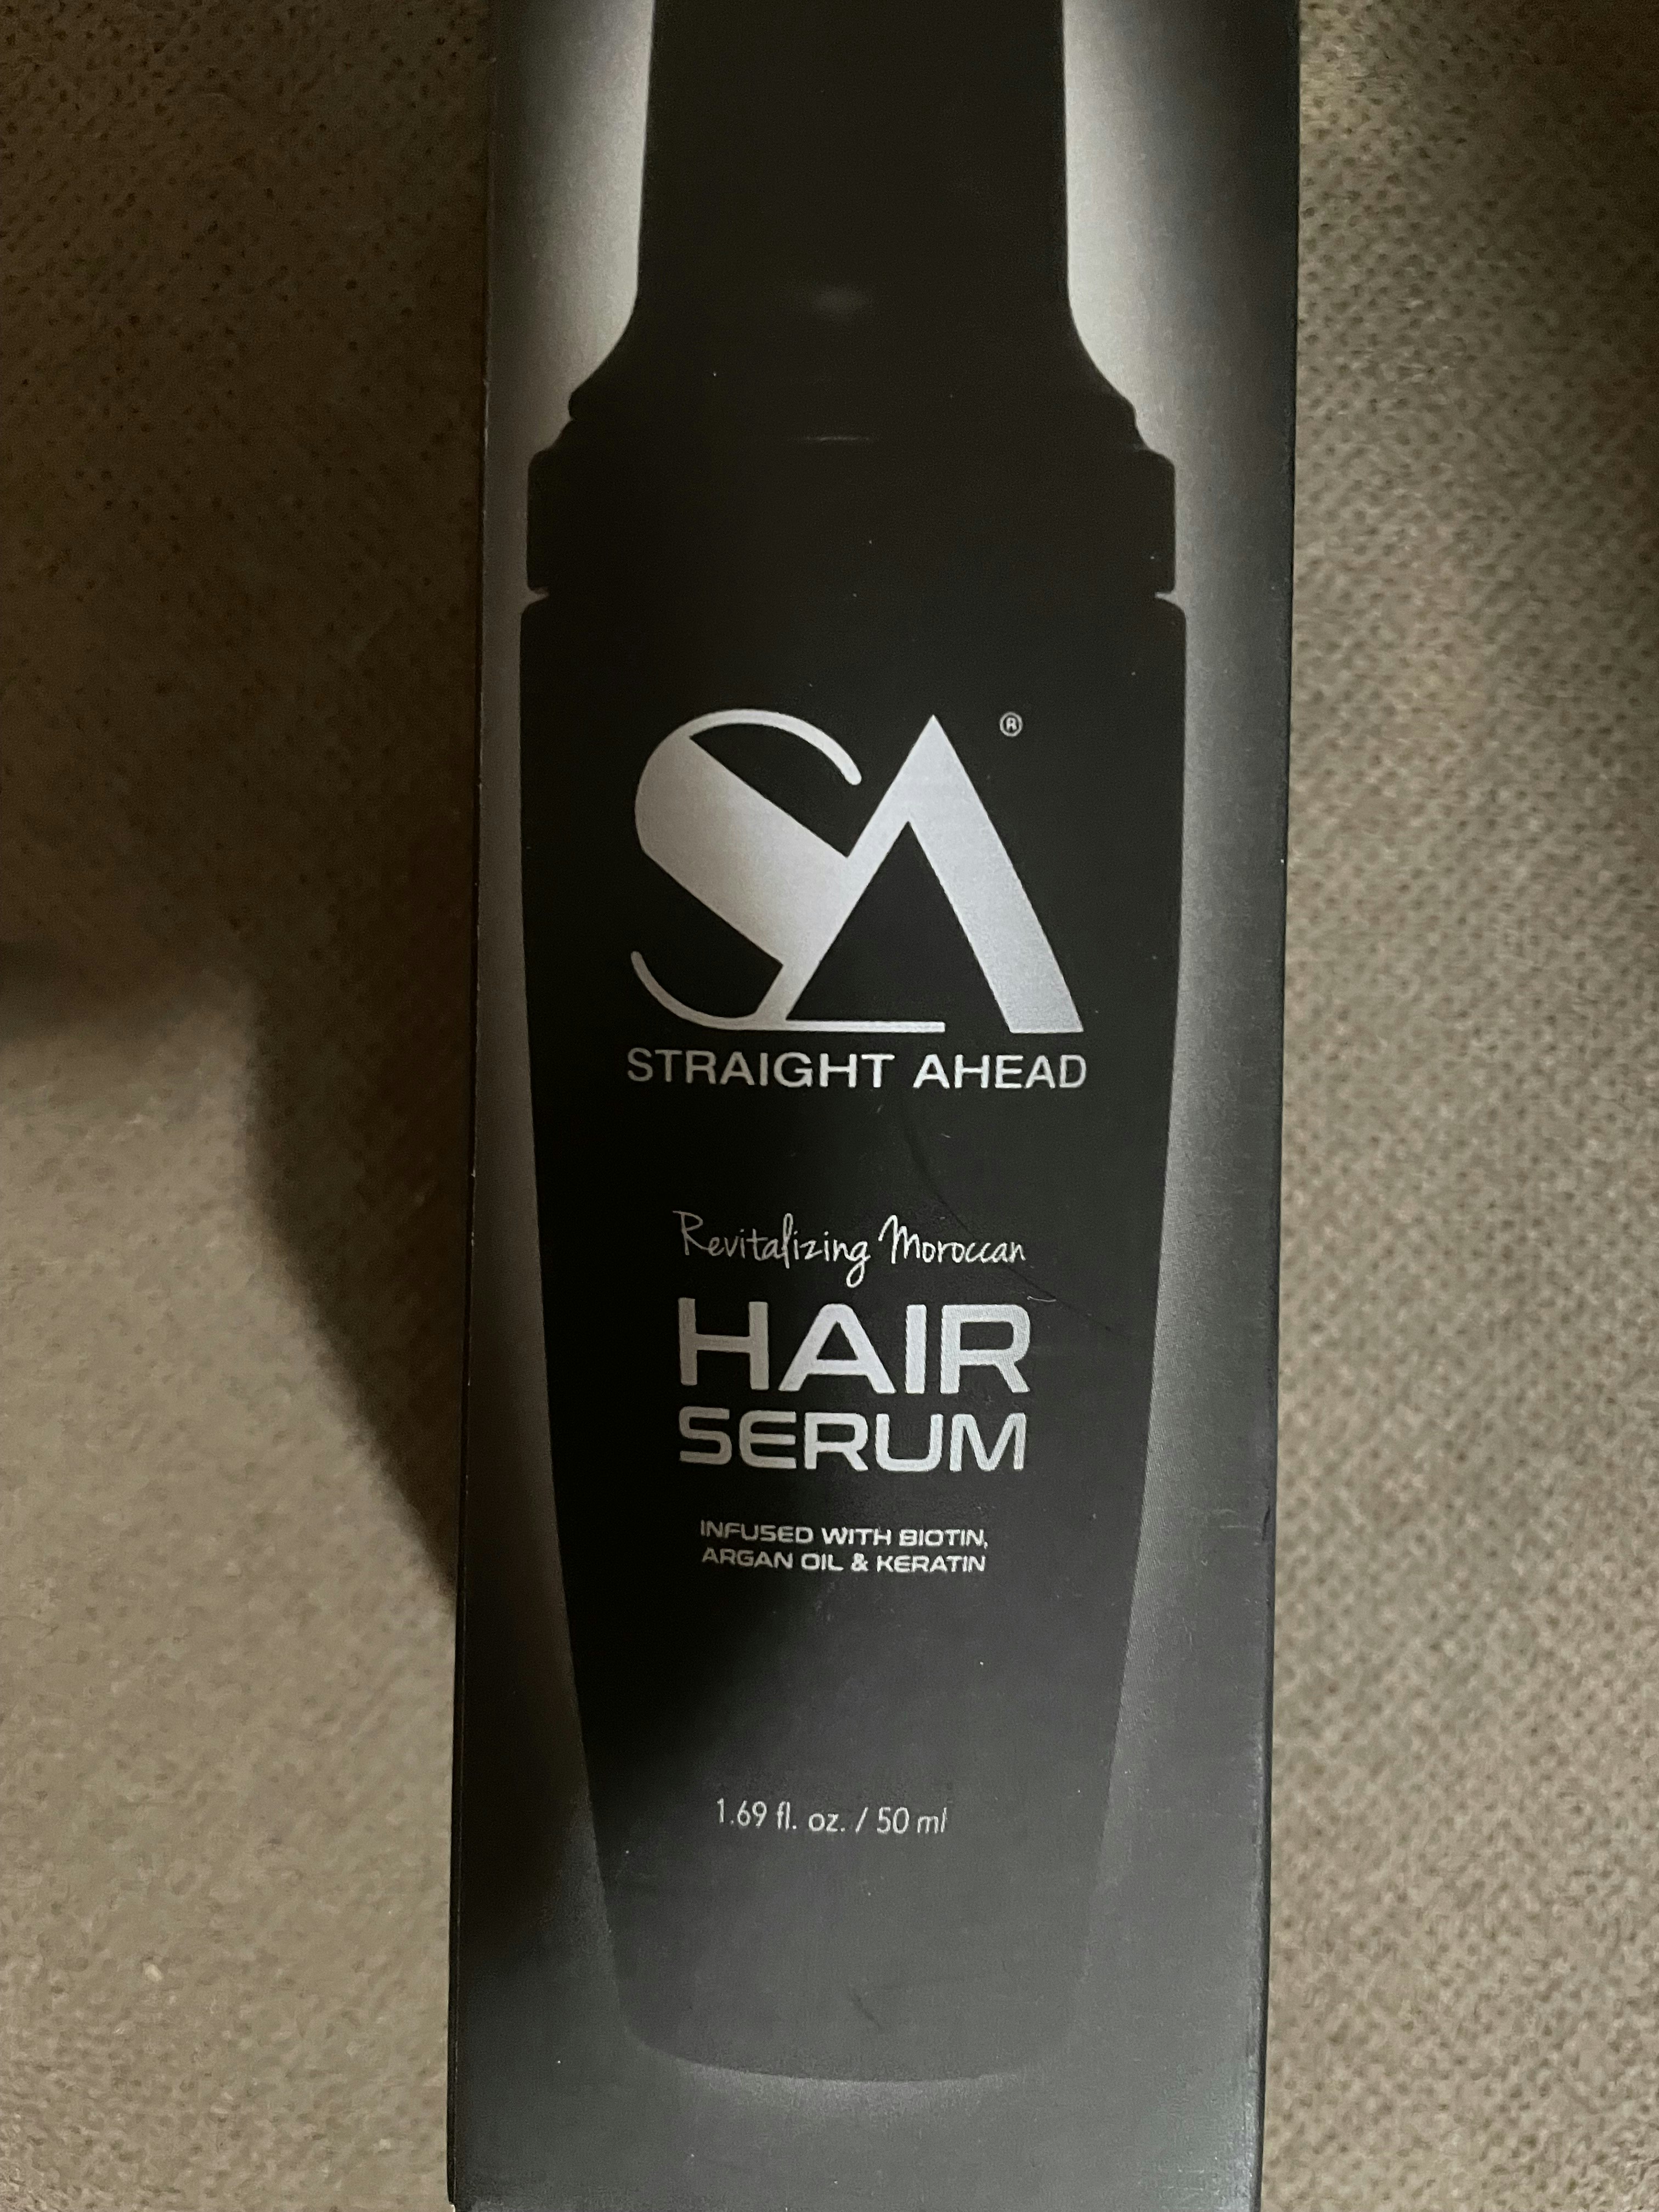 SA®
STRAIGHT AHEAD
Revitalizing Moroccan
HAIR
SERUM
INFUSED WITH BIOTIN,
ARGAN OIL & KERATIN
1.69 fl. oz. / 50 ml